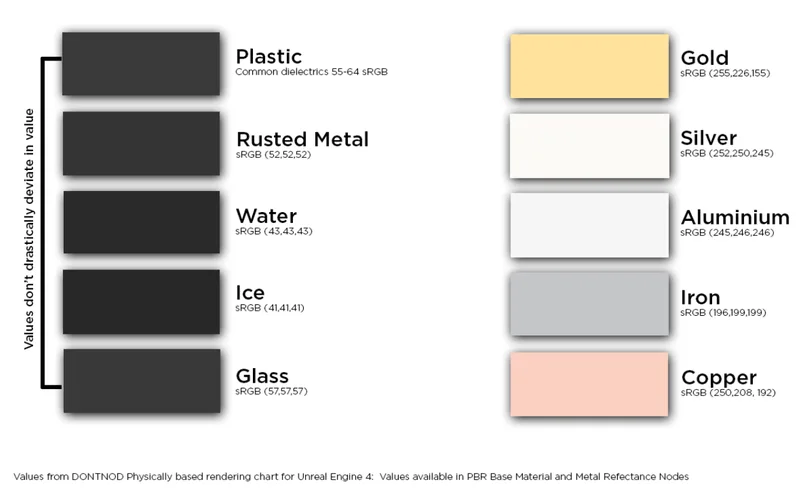 Values don't drastically deviate in value
Plastic
Common dielectrics 55-64 sRGB
Rusted Metal
sRGB (52,52,52)
Water
sRGB (43,43,43)
Ice
sRGB (41,41,41)
Glass
sRGB (57,57,57)
Gold
sRGB (255,226,155)
Silver
sRGB (252,250,245)
Aluminium
sRGB (245,246,246)
Iron
sRGB (196,199,199)
Copper
sRGB (250,208, 192)
Values from DONTNOD Physically based rendering chart for Unreal Engine 4: Values available in PBR Base Material and Metal Refectance Nodes